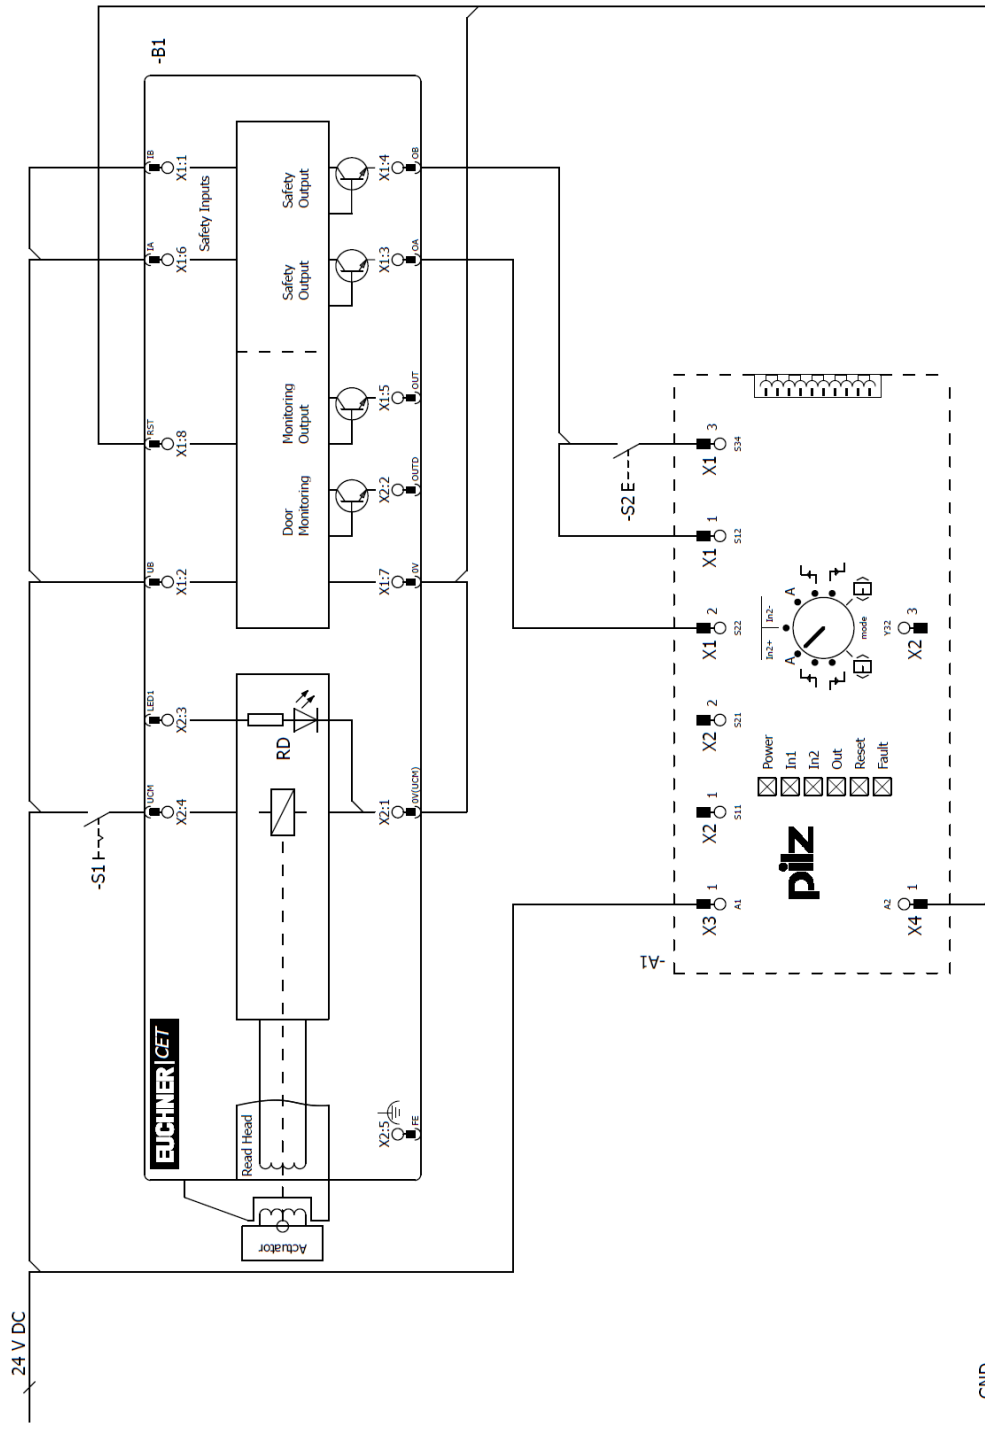 24 V DC
-B1
IB
X1:1
IA
X1:6
Safety Inputs
RST
X1:8
UB
X1:2
LED1
X2:3
UCM
X2:4
-S1
Safety
Output
Safety
Output
Monitoring
Output
Door
Monitoring
RD
X1:4
OB
X1:3
OA
X1:5
OUT
X2:2
OUTD
X1:7
0V
X2:1
0V(UCM)
X2:5
FE
EUCHNER|CET
Read Head
Actuator
-S2
-A1
X1
3
S34
X1
1
S12
X1
2
S22
X2
2
S21
X2
1
S11
X3
1
A1
In2+
In2-
A
A
mode
Y32
X2
3
Power
In1
In2
Out
Reset
Fault
pilz
A2
X4
1
GND